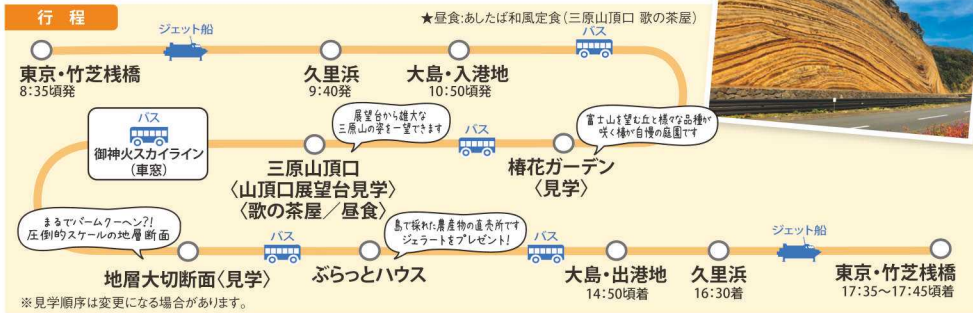 行程
★昼食:あしたば和風定食(三原山頂口 歌の茶屋)
ジェット船
バス
東京・竹芝桟橋
8:35頃発
久里浜
9:40発
大島・入港地
10:50頃発
バス
御神火スカイライン
(車窓)
展望台から雄大な
三原山の姿を一望できます
三原山頂口
〈山頂口展望台見学〉
〈歌の茶屋/昼食〉
バス
富士山を望む丘と様々な品種が
咲く椿が自慢の庭園です
椿花ガーデン
〈見学〉
まるでバームクーヘン?!
圧倒的スケールの地層断面
地層大切断面〈見学〉
バス
島で採れた農産物の直売所です
ジェラートをプレゼント!
ぶらっとハウス
バス
大島・出港地
14:50頃着
久里浜
16:30着
ジェット船
東京・竹芝桟橋
17:35〜17:45頃着
※見学順序は変更になる場合があります。